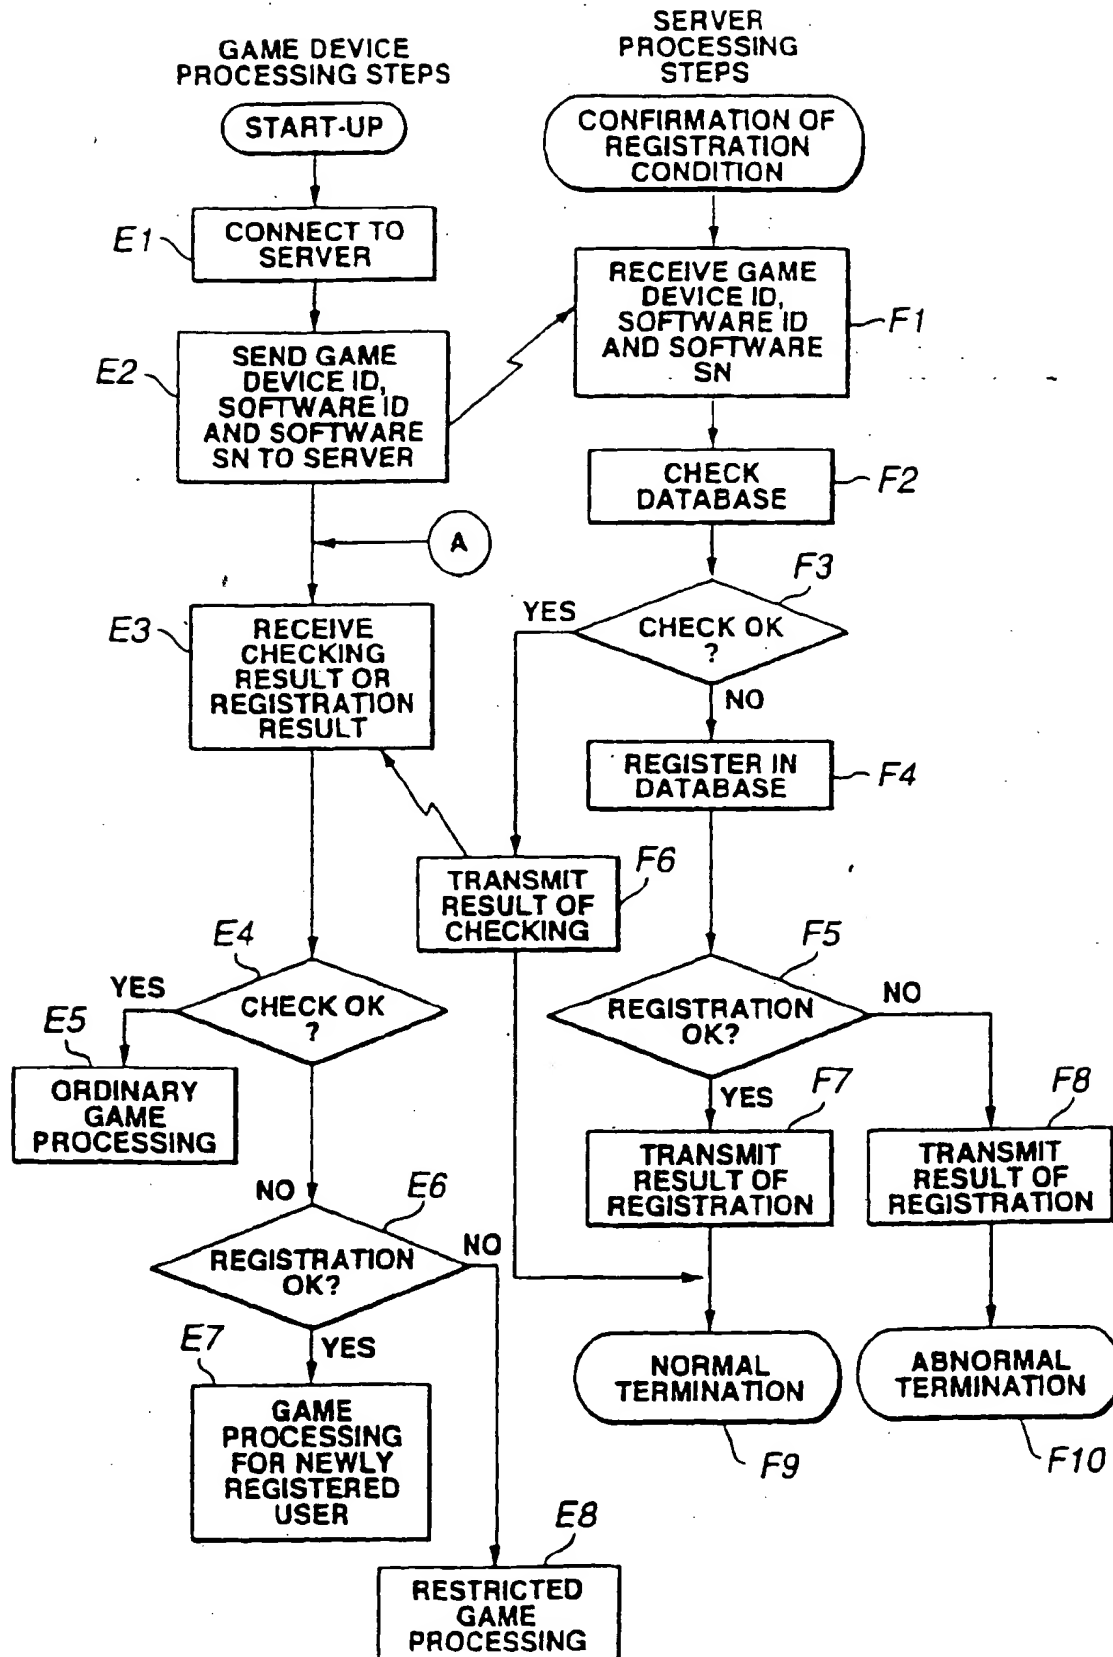 GAME DEVICE
PROCESSING STEPS
START-UP
E1
CONNECT TO
SERVER
E2
SEND GAME
DEVICE ID,
SOFTWARE ID
AND SOFTWARE
SN TO SERVER
A
E3
RECEIVE
CHECKING
RESULT OR
REGISTRATION
RESULT
E4
CHECK OK
?
YES
E5
ORDINARY
GAME
PROCESSING
NO
E6
REGISTRATION
OK?
NO
YES
E7
GAME
PROCESSING
FOR NEWLY
REGISTERED
USER
E8
RESTRICTED
GAME
PROCESSING
SERVER
PROCESSING
STEPS
CONFIRMATION OF
REGISTRATION
CONDITION
RECEIVE GAME
DEVICE ID,
SOFTWARE ID
AND SOFTWARE
SN
F1
CHECK
DATABASE
F2
F3
YES
CHECK OK
?
NO
REGISTER IN
DATABASE
F4
F6
TRANSMIT
RESULT OF
CHECKING
F5
REGISTRATION
OK?
NO
YES
F7
TRANSMIT
RESULT OF
REGISTRATION
F8
TRANSMIT
RESULT OF
REGISTRATION
NORMAL
TERMINATION
F9
ABNORMAL
TERMINATION
F10